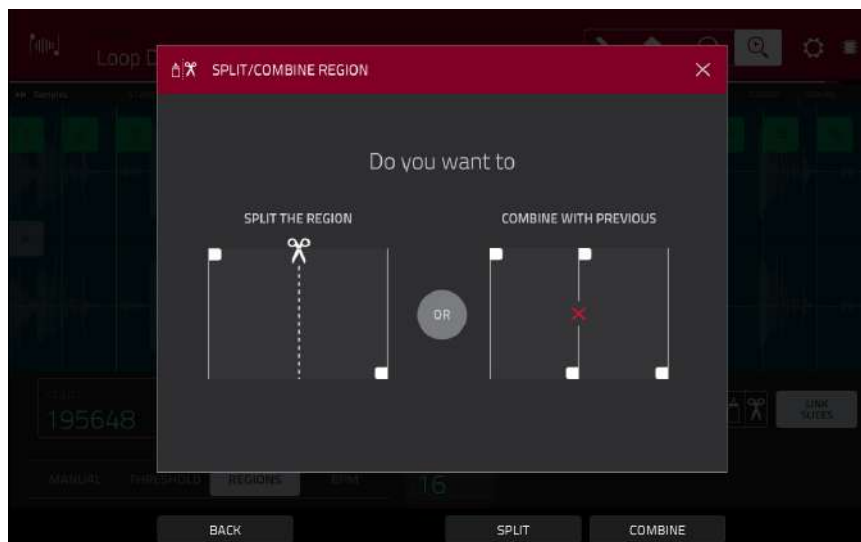 Loop D
SPLIT/COMBINE REGION
Do you want to
SPLIT THE REGION
COMBINE WITH PREVIOUS
OR
195648
LINK
SLICES
MANUAL THRESHOLD REGIONS BPM
16
BACK SPLIT COMBINE